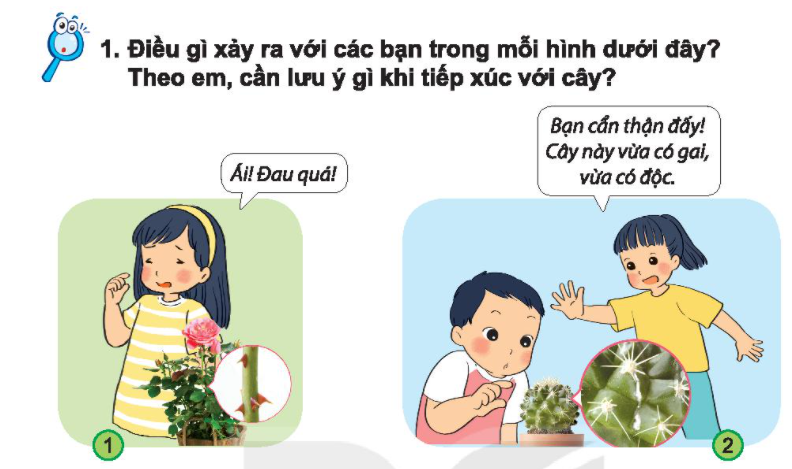 1. Điều gì xảy ra với các bạn trong mỗi hình dưới đây?
Theo em, cần lưu ý gì khi tiếp xúc với cây?
Ái! Đau quá!
Bạn cẩn thận đấy!
Cây này vừa có gai,
vừa có độc.
1
2